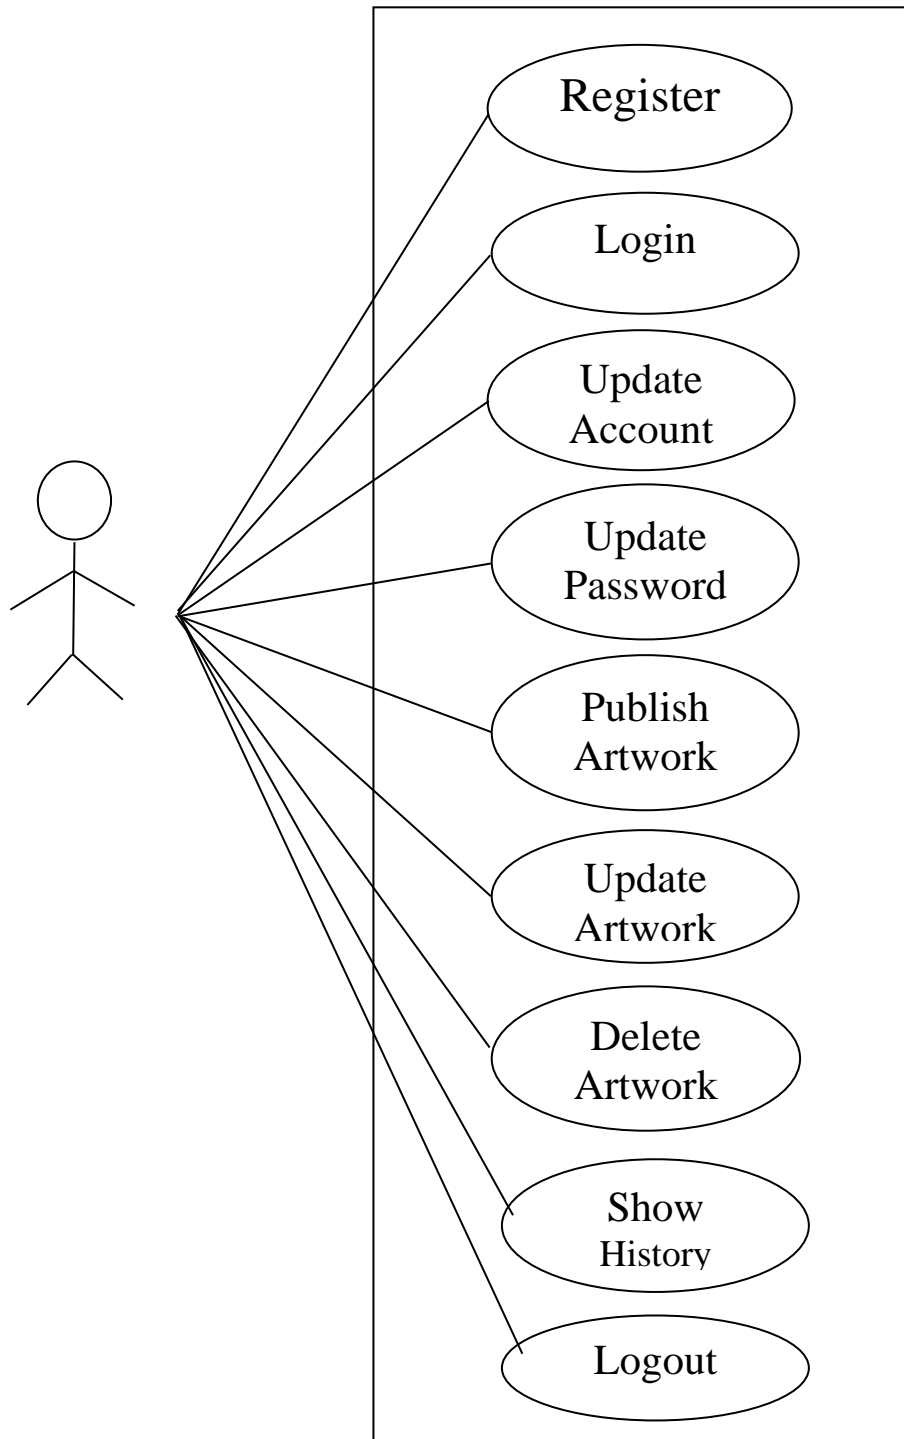 Register
Login
Update
Account
Update
Password
Publish
Artwork
Update
Artwork
Delete
Artwork
Show
History
Logout